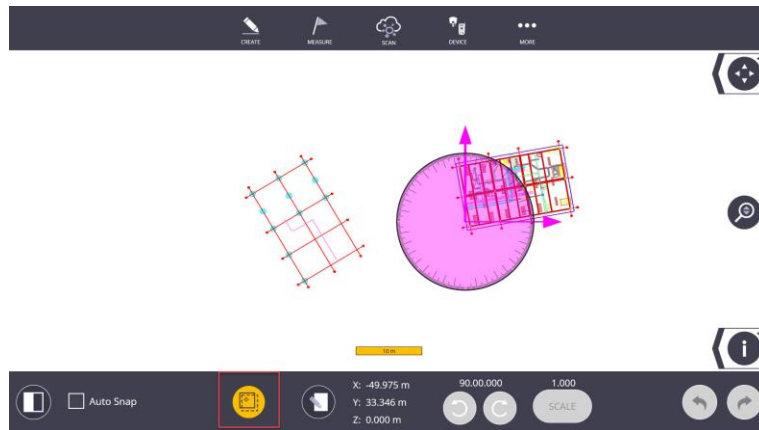 CREATE
MEASURE
SCAN
DEVICE
MORE
10 m
Auto Snap
X: -49.975 m
Y: 33.346 m
Z: 0.000 m
90.00.000
1.000
SCALE